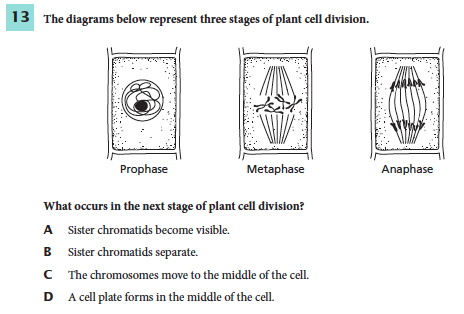 13 The diagrams below represent three stages of plant cell division.
Prophase Metaphase Anaphase
What occurs in the next stage of plant cell division?
A Sister chromatids become visible.
B Sister chromatids separate.
C The chromosomes move to the middle of the cell.
D A cell plate forms in the middle of the cell.